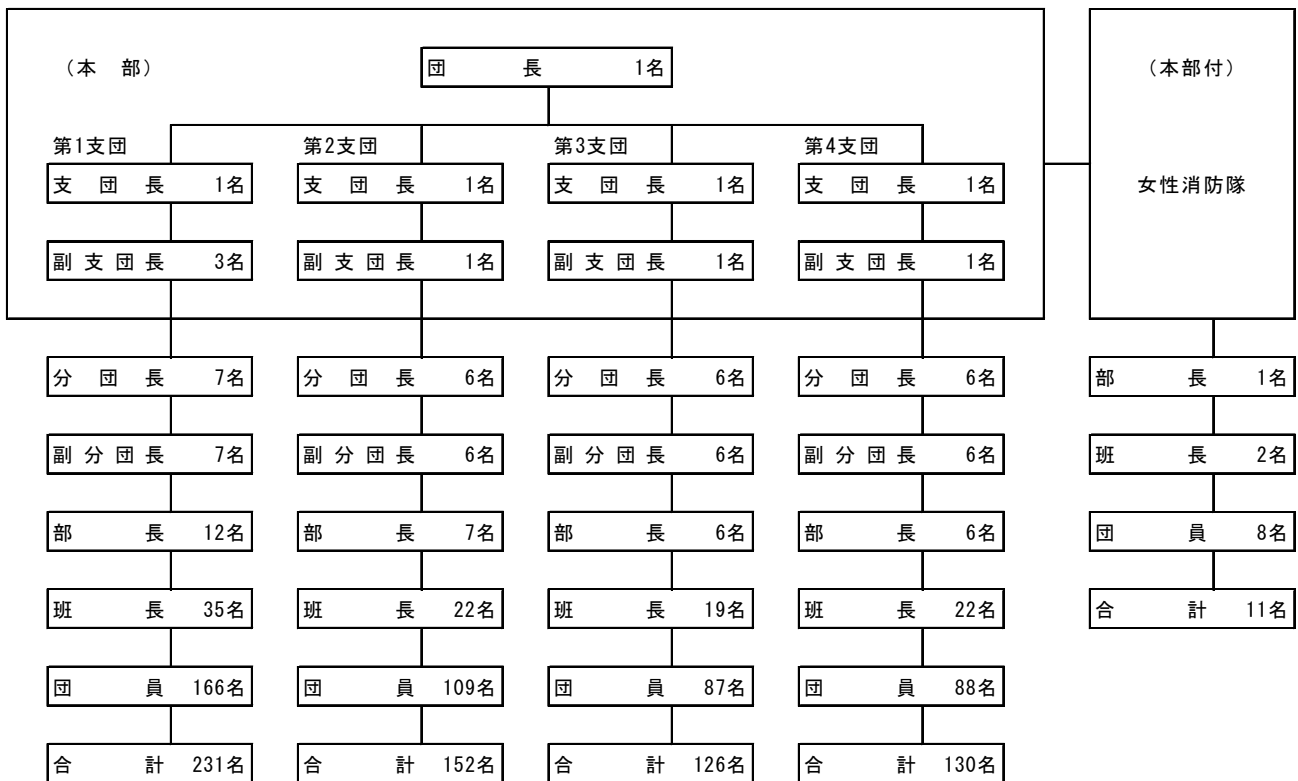 （本　部）
団　　　長　　　1名
（本部付）
第1支団
第2支団
第3支団
第4支団
支　団　長　1名
支　団　長　1名
支　団　長　1名
支　団　長　1名
女性消防隊
副支団長　3名
副支団長　1名
副支団長　1名
副支団長　1名
分　団　長　7名
分　団　長　6名
分　団　長　6名
分　団　長　6名
部　　　長　1名
副分団長　7名
副分団長　6名
副分団長　6名
副分団長　6名
班　　　長　2名
部　　　長　12名
部　　　長　7名
部　　　長　6名
部　　　長　6名
団　　　員　8名
班　　　長　35名
班　　　長　22名
班　　　長　19名
班　　　長　22名
合　　　計　11名
団　　　員　166名
団　　　員　109名
団　　　員　87名
団　　　員　88名
合　　　計　231名
合　　　計　152名
合　　　計　126名
合　　　計　130名